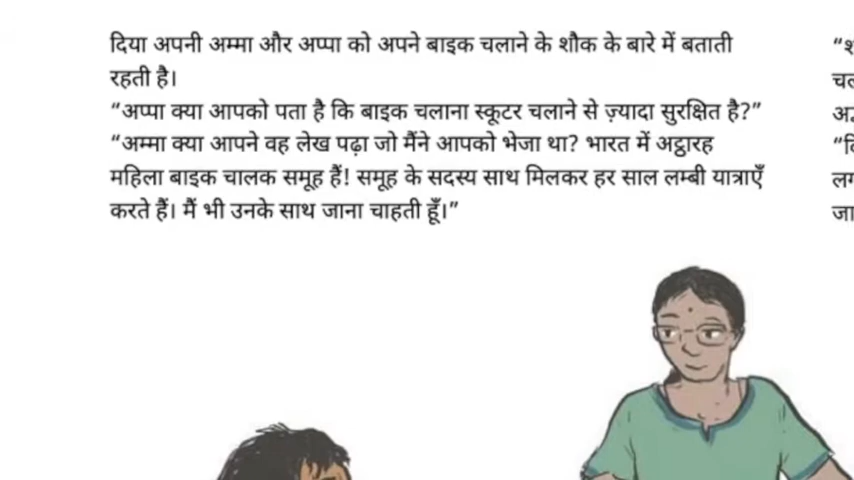 दिया अपनी अम्मा और अप्पा को अपने बाइक चलाने के शौक के बारे में बताती
रहती है।
“अप्पा क्या आपको पता है कि बाइक चलाना स्कूटर चलाने से ज़्यादा सुरक्षित है?”
“अम्मा क्या आपने वह लेख पढ़ा जो मैंने आपको भेजा था? भारत में अट्ठारह
महिला बाइक चालक समूह हैं! समूह के सदस्य साथ मिलकर हर साल लम्बी यात्राएँ
करते हैं। मैं भी उनके साथ जाना चाहती हूँ।”